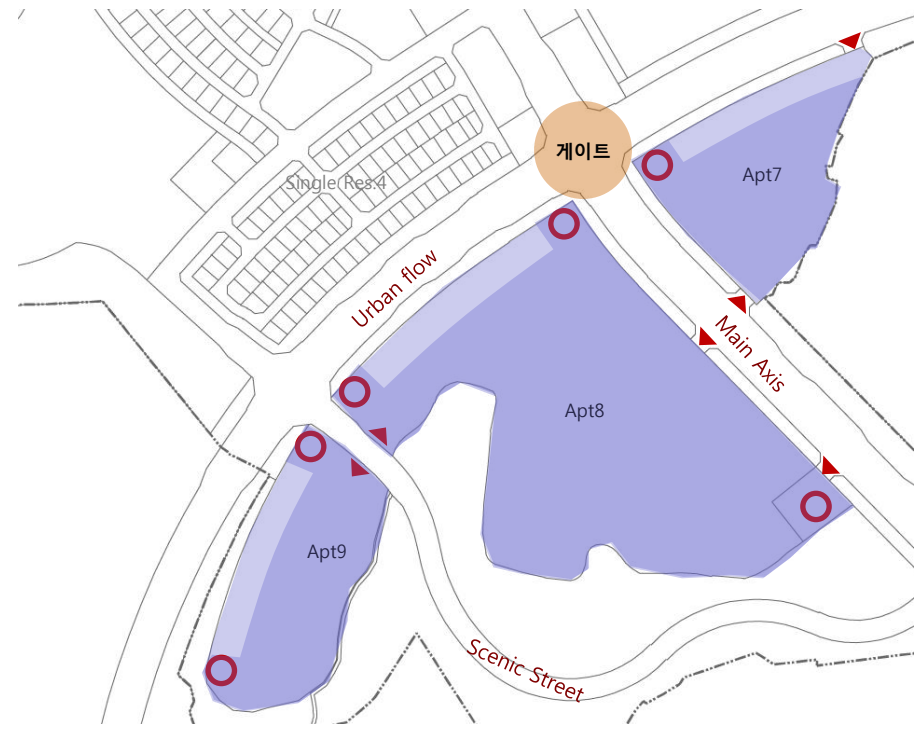 게이트
Apt7
Single Res.4
Urban flow
Main Axis
Apt8
Apt9
Scenic Street